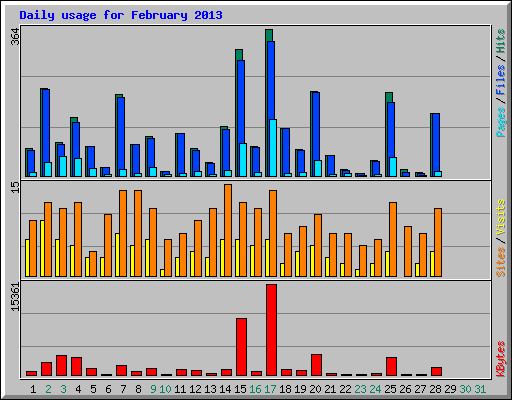 Daily usage for February 2013
364
15
15361
Pages/Files/Hits
Sites/Visits
KBytes
1 2 3 4 5 6 7 8 9 10 11 12 13 14 15 16 17 18 19 20 21 22 23 24 25 26 27 28 29 30 31